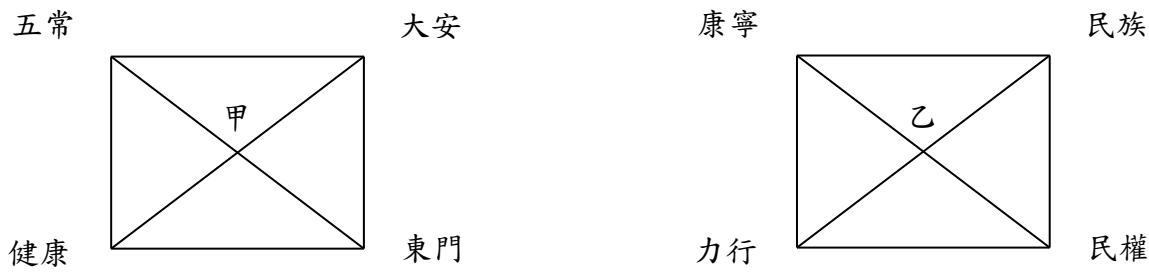 五常 大安 康寧 民族
甲 乙
健康 東門 力行 民權